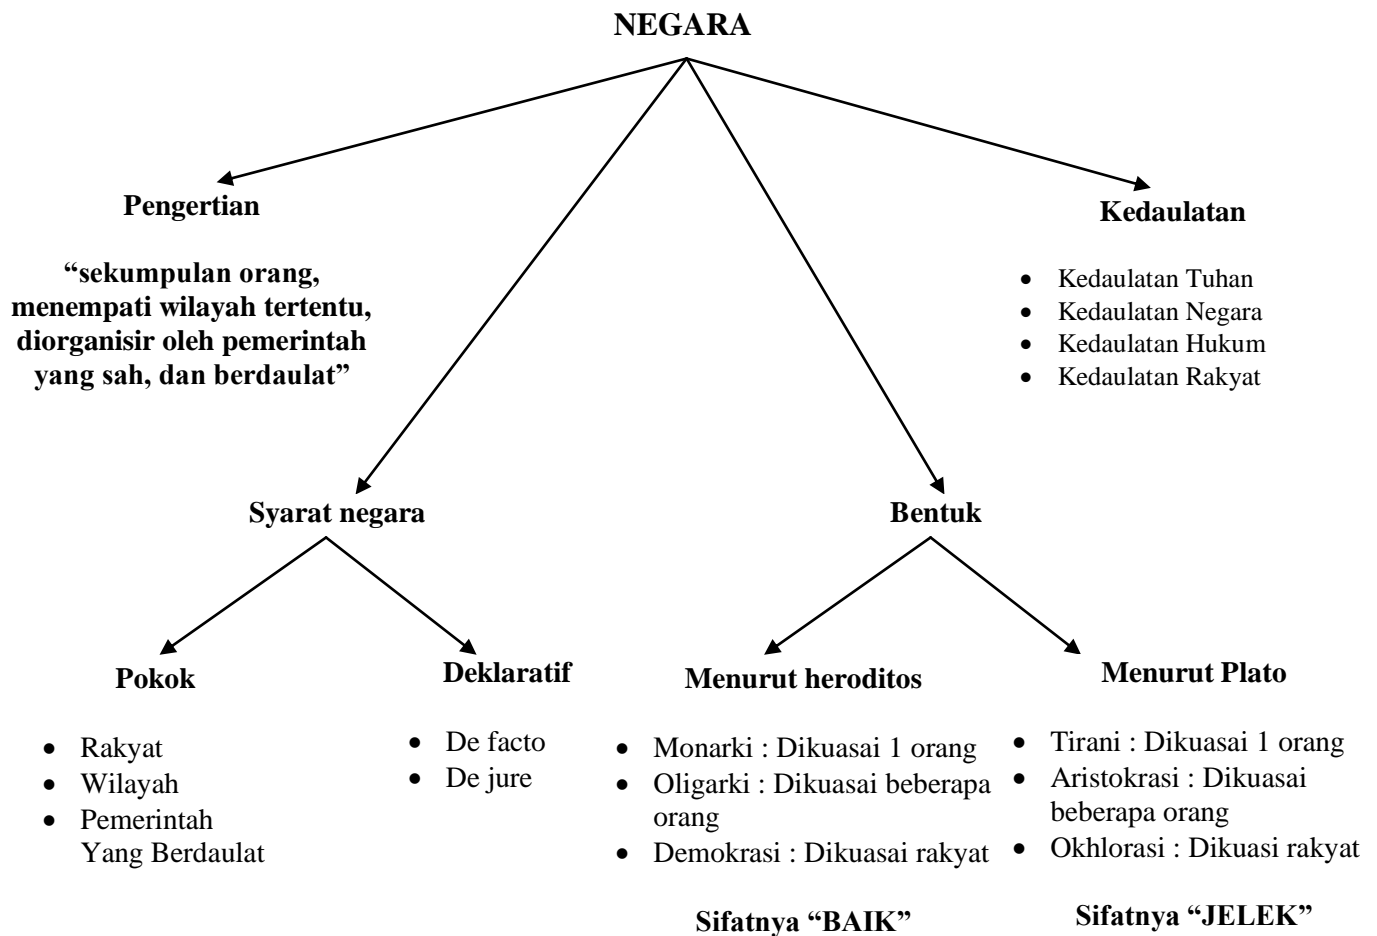 NEGARA
Pengertian
“sekumpulan orang,
menempati wilayah tertentu,
diorganisir oleh pemerintah
yang sah, dan berdaulat”
Kedaulatan
• Kedaulatan Tuhan
• Kedaulatan Negara
• Kedaulatan Hukum
• Kedaulatan Rakyat
Syarat negara
Pokok
• Rakyat
• Wilayah
• Pemerintah
Yang Berdaulat
Deklaratif
• De facto
• De jure
Bentuk
Menurut heroditos
• Monarki : Dikuasai 1 orang
• Oligarki : Dikuasai beberapa
orang
• Demokrasi : Dikuasai rakyat
Sifatnya “BAIK”
Menurut Plato
• Tirani : Dikuasai 1 orang
• Aristokrasi : Dikuasai
beberapa orang
• Okhlorasi : Dikuasi rakyat
Sifatnya “JELEK”